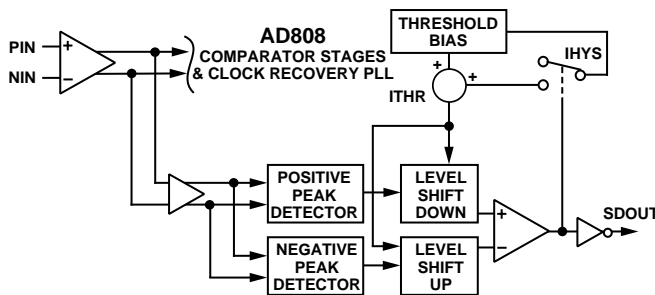 PIN
NIN
+
−
AD808
COMPARATOR STAGES
& CLOCK RECOVERY PLL
THRESHOLD
BIAS
IHYS
+
+
ITHR
POSITIVE
PEAK
DETECTOR
LEVEL
SHIFT
DOWN
NEGATIVE
PEAK
DETECTOR
LEVEL
SHIFT
UP
+
−
SDOUT